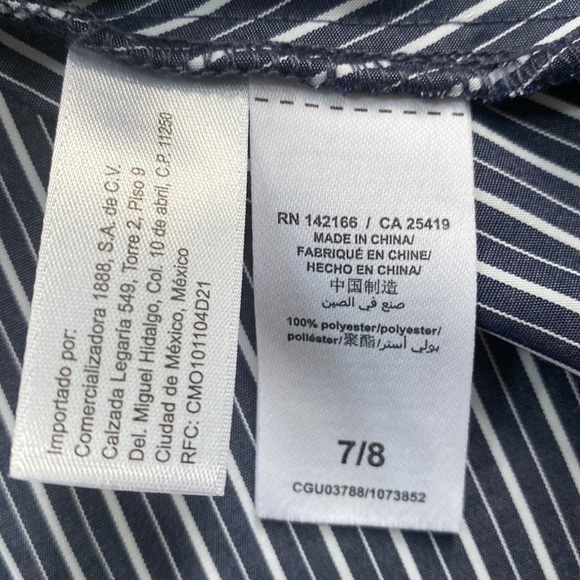 Importado por:
Comercializadora 1888, S.A. de C.V.
Calzada Legaria 549, Torre 2, Piso 9
Del. Miguel Hidalgo, Col. 10 de abril, C.P. 11250
Ciudad de México, México
RFC: CMO101104D21
RN 142166 / CA 25419
MADE IN CHINA/
FABRIQUÉ EN CHINE/
HECHO EN CHINA/
中国制造
صنع في الصين
100% polyester/polyester/
poliéster/聚酯/بولي أستر/
7/8
CGU03788/1073852